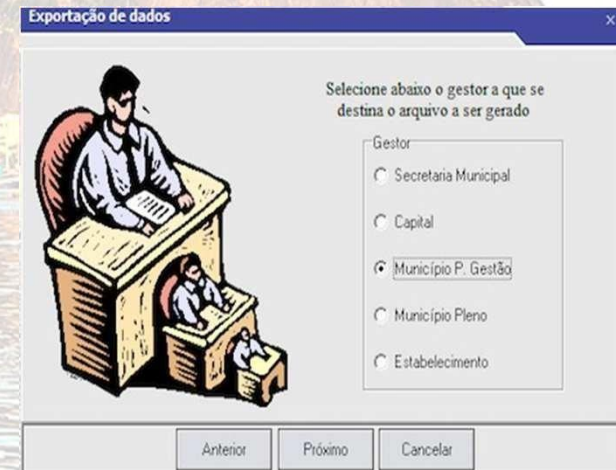 Exportação de dados
x
Selecione abaixo o gestor a que se
destina o arquivo a ser gerado
Gestor
Secretaria Municipal
Capital
Município P. Gestão
Município Pleno
Estabelecimento
Anterior
Próximo
Cancelar